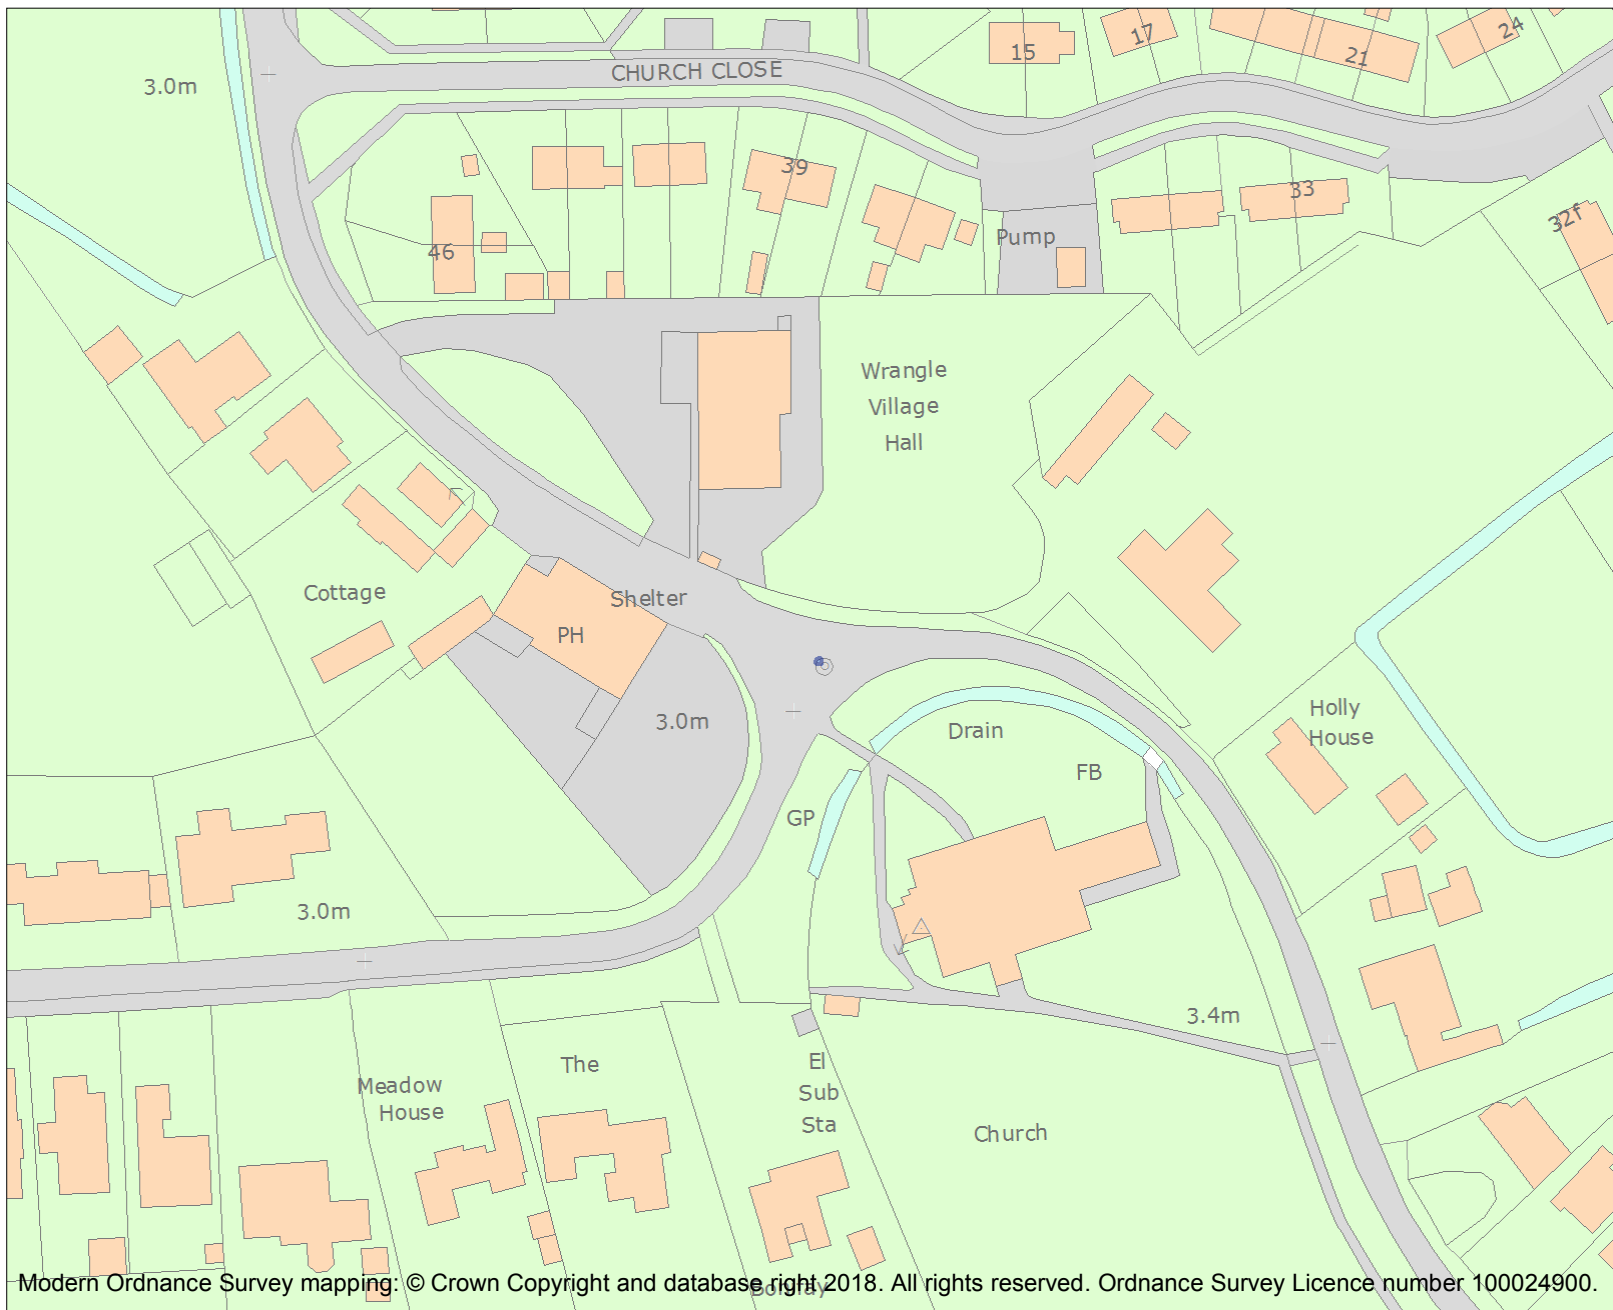 24
17
15
21
CHURCH CLOSE
3.0m
39
33
32f
46
Pump
Wrangle
Village
Hall
Cottage
Shelter
PH
3.0m
Drain
Holly
House
FB
GP
3.0m
3.4m
El
Sub
Sta
The
Meadow
House
Church
Modern Ordnance Survey mapping: © Crown Copyright and database right 2018. All rights reserved. Ordnance Survey Licence number 100024900.